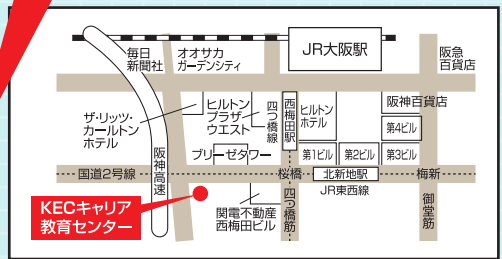 JR大阪駅
毎日
新聞社
オオサカ
ガーデンシティ
阪急
百貨店
ザ・リッツ・
カールトン
ホテル
ヒルトン
プラザ
ウエスト
四つ橋線
西梅田駅
ヒルトン
ホテル
阪神百貨店
第4ビル
阪神高速
ブリーゼタワー
第1ビル
第2ビル
第3ビル
国道2号線
桜橋
北新地駅
JR東西線
梅新
KECキャリア
教育センター
関電不動産
西梅田ビル
四つ橋筋
御堂筋